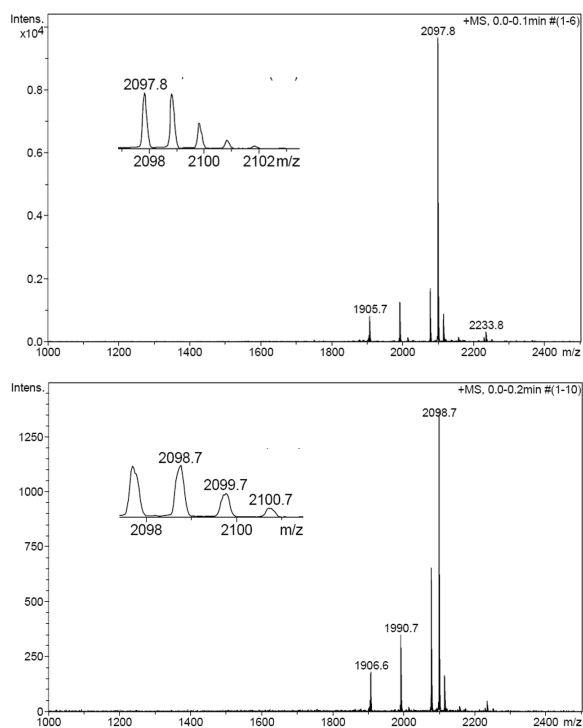 Intens.
x10⁴
+MS, 0.0-0.1min #(1-6)
2097.8
1.0
2097.8
0.8
2098 2100 2102 m/z
0.6
0.4
0.2
1905.7
2233.8
0.0
1000 1200 1400 1600 1800 2000 2200 2400 m/z
Intens.
+MS, 0.0-0.2min #(1-10)
2098.7
1250
2098.7
2099.7
2100.7
1000
2098 2100 m/z
750
500
1990.7
250
1906.6
0
1000 1200 1400 1600 1800 2000 2200 2400 m/z